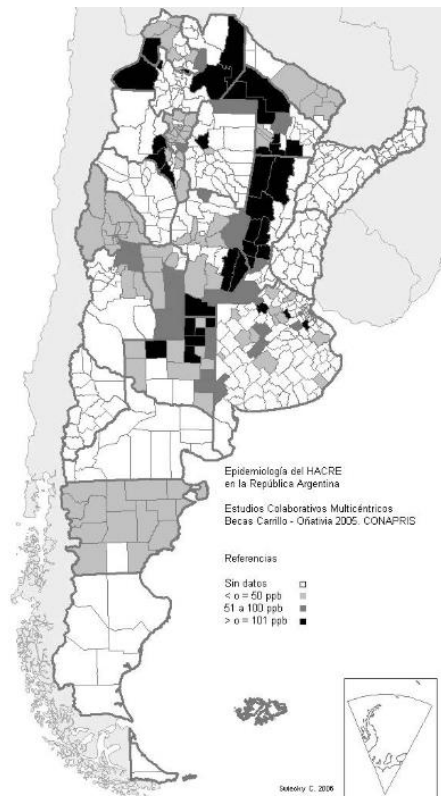 Epidemiología del HACRE
en la República Argentina
Estudios Colaborativos Multicéntricos
Becas Carrillo - Oñativia 2005. CONAPRIS
Referencias
Sin datos
< o = 50 ppb
51 a 100 ppb
> o = 101 ppb
C. 2006